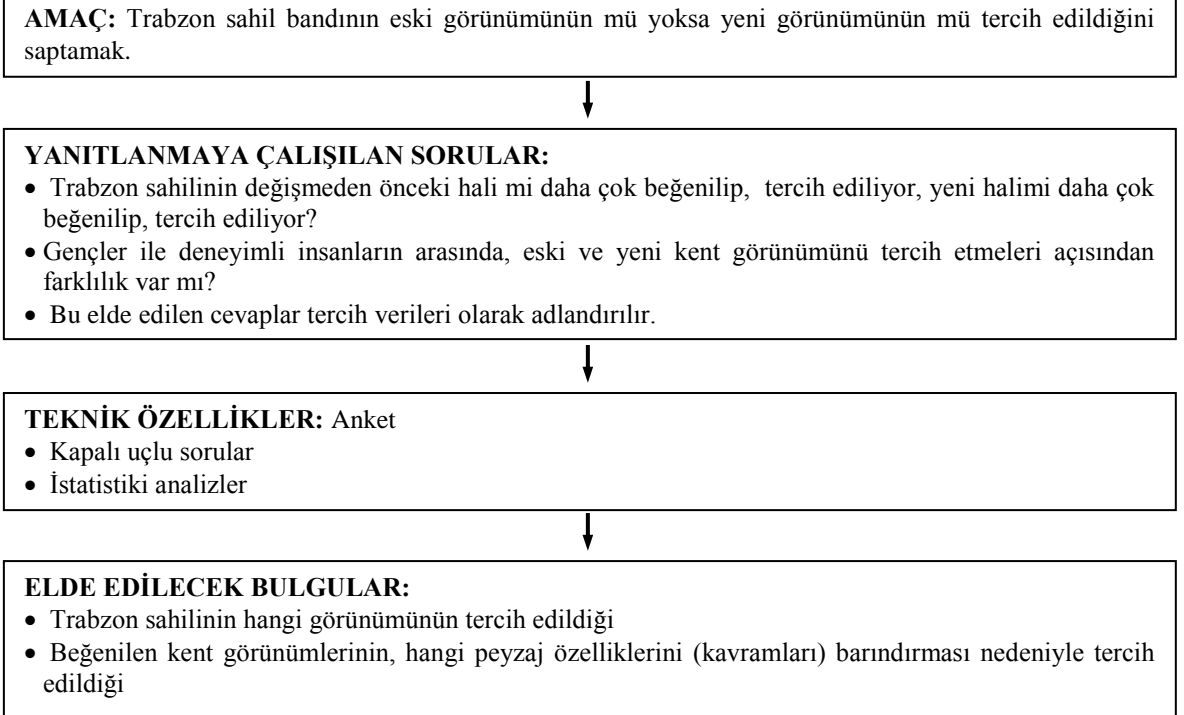 AMAÇ: Trabzon sahil bandının eski görünümünün mü yoksa yeni görünümünün mü tercih edildiğini
saptamak.
YANITLANMAYA ÇALIŞILAN SORULAR:
• Trabzon sahilinin değişmeden önceki hali mi daha çok beğenilip, tercih ediliyor, yeni halimi daha çok
beğenilip, tercih ediliyor?
• Gençler ile deneyimli insanların arasında, eski ve yeni kent görünümünü tercih etmeleri açısından
farklılık var mı?
• Bu elde edilen cevaplar tercih verileri olarak adlandırılır.
TEKNİK ÖZELLİKLER: Anket
• Kapalı uçlu sorular
• İstatistiki analizler
ELDE EDİLECEK BULGULAR:
• Trabzon sahilinin hangi görünümünün tercih edildiği
• Beğenilen kent görünümlerinin, hangi peyzaj özelliklerini (kavramları) barındırması nedeniyle tercih
edildiği